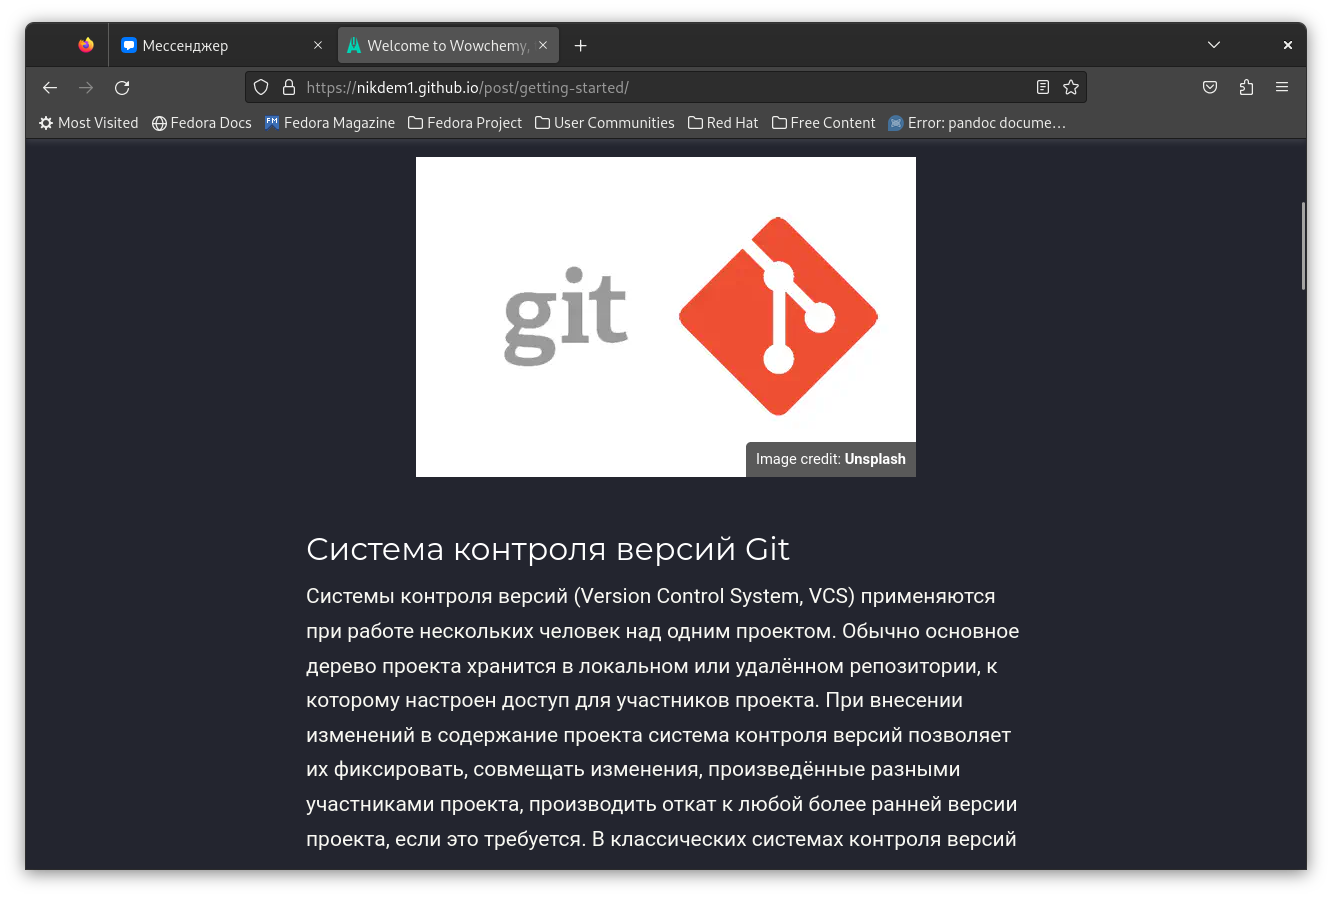 Мессенджер
Welcome to Wowchemy,
https://nikdem1.github.io/post/getting-started/
Most Visited
Fedora Docs
FM Fedora Magazine
Fedora Project
User Communities
Red Hat
Free Content
Error: pandoc docume…
git
Image credit: Unsplash
Система контроля версий Git
Системы контроля версий (Version Control System, VCS) применяются
при работе нескольких человек над одним проектом. Обычно основное
дерево проекта хранится в локальном или удалённом репозитории, к
которому настроен доступ для участников проекта. При внесении
изменений в содержание проекта система контроля версий позволяет
их фиксировать, совмещать изменения, произведённые разными
участниками проекта, производить откат к любой более ранней версии
проекта, если это требуется. В классических системах контроля версий